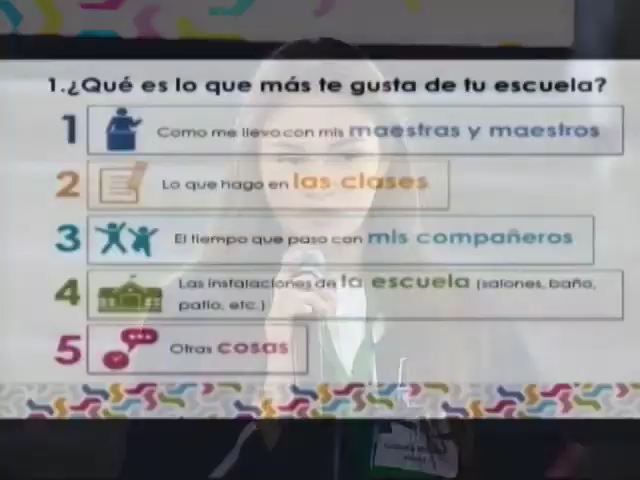 1.¿Qué es lo que más te gusta de tu escuela?
1 Como me llevo con mis maestras y maestros
2 Lo que hago en las clases
3 El tiempo que paso con mis compañeros
4 Las instalaciones de la escuela (salones, baño,
patio, etc.)
5 Otras cosas